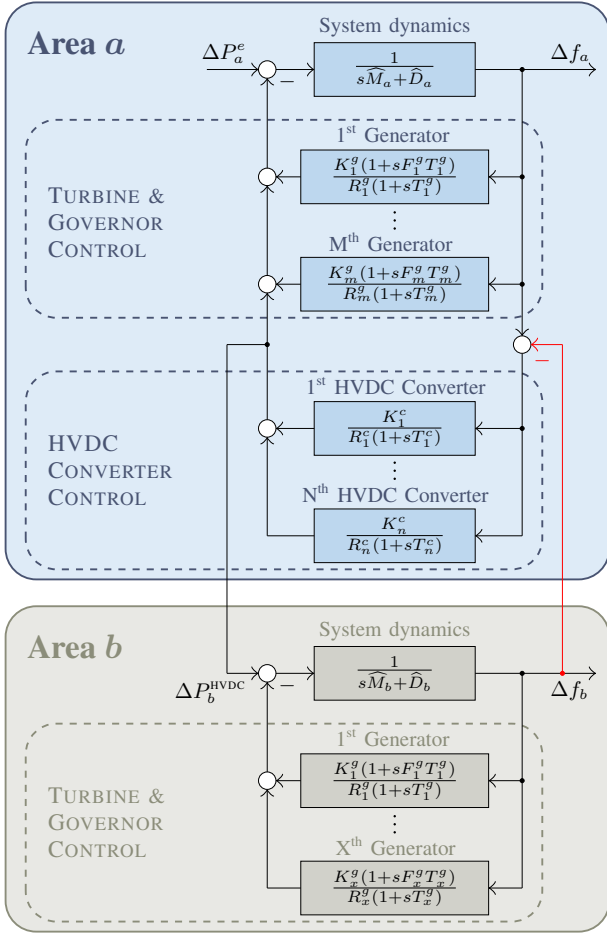 Area a
System dynamics
ΔP_a^e
−
1 / (sM̂_a+D̂_a)
Δf_a
1st Generator
K_1^g(1+sF_1^gT_1^g) / R_1^g(1+sT_1^g)
TURBINE &
GOVERNOR
CONTROL
⋮
Mth Generator
K_m^g(1+sF_m^gT_m^g) / R_m^g(1+sT_m^g)
−
1st HVDC Converter
K_1^c / R_1^c(1+sT_1^c)
HVDC
CONVERTER
CONTROL
⋮
Nth HVDC Converter
K_n^c / R_n^c(1+sT_n^c)
Area b
System dynamics
ΔP_b^HVDC
−
1 / (sM̂_b+D̂_b)
Δf_b
1st Generator
K_1^g(1+sF_1^gT_1^g) / R_1^g(1+sT_1^g)
TURBINE &
GOVERNOR
CONTROL
⋮
Xth Generator
K_x^g(1+sF_x^gT_x^g) / R_x^g(1+sT_x^g)